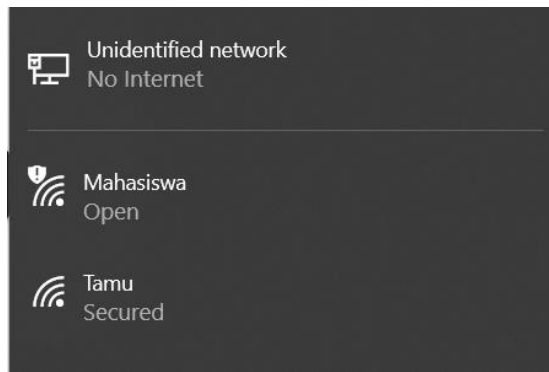 Unidentified network
No Internet
Mahasiswa
Open
Tamu
Secured